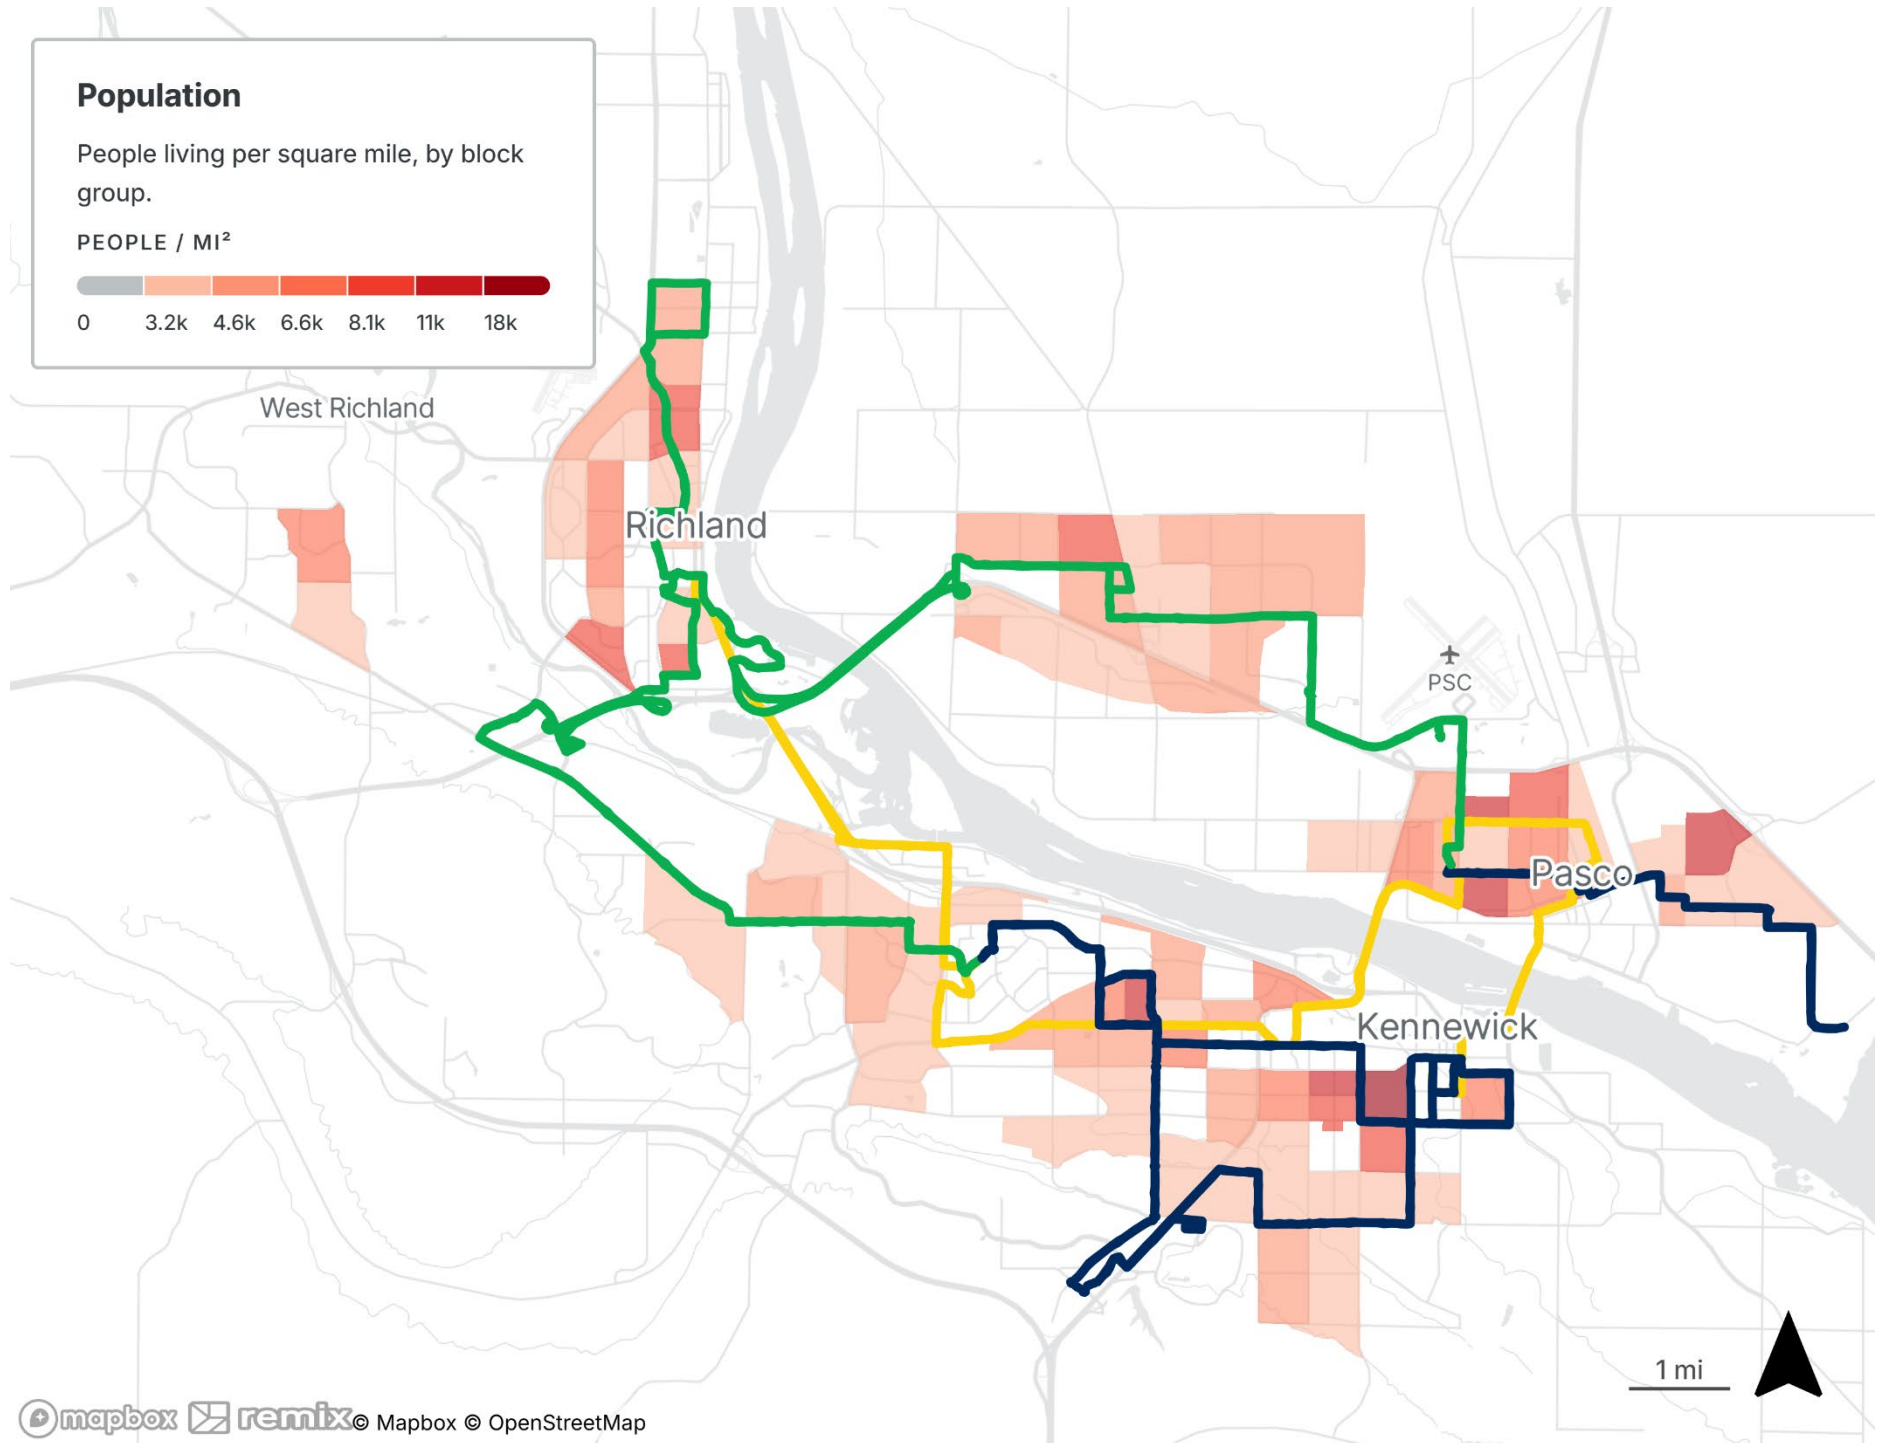 Population
People living per square mile, by block
group.
PEOPLE / MI²
0 3.2k 4.6k 6.6k 8.1k 11k 18k
West Richland
Richland
PSC
Pasco
Kennewick
1 mi
mapbox remix © Mapbox © OpenStreetMap